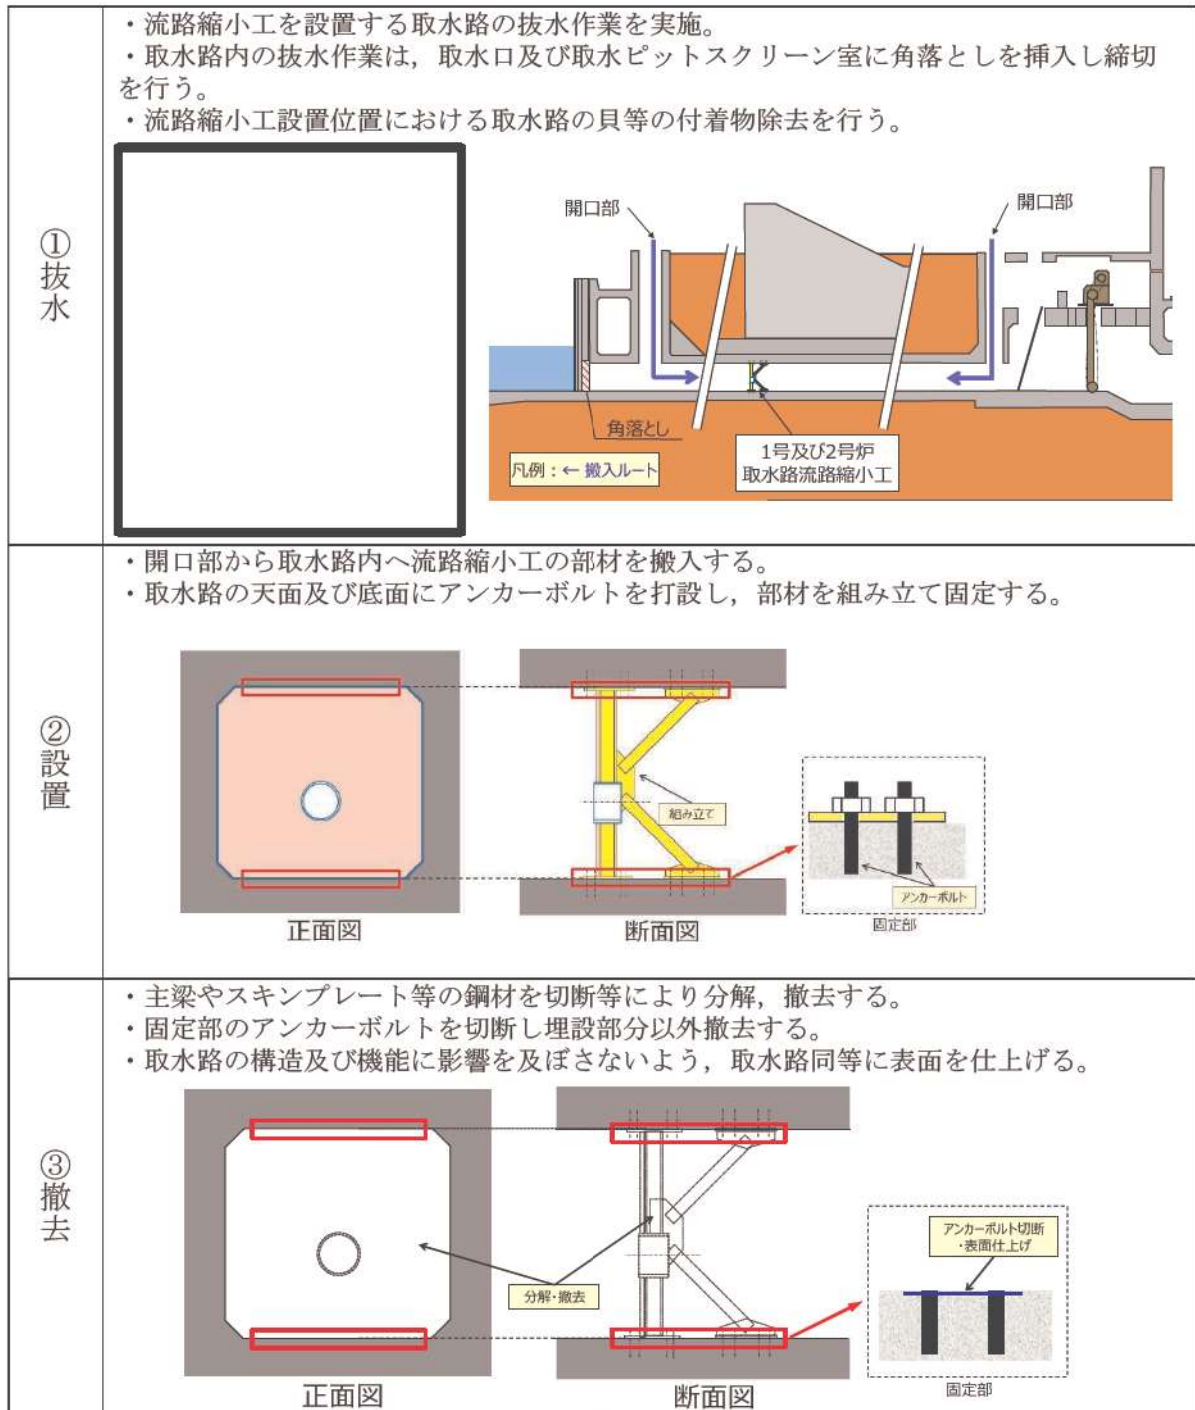 ①抜水
・流路縮小工を設置する取水路の抜水作業を実施。
・取水路内の抜水作業は，取水口及び取水ピットスクリーン室に角落としを挿入し締切
を行う。
・流路縮小工設置位置における取水路の貝等の付着物除去を行う。
開口部
開口部
角落とし
1号及び2号炉
取水路流路縮小工
凡例：← 搬入ルート
②設置
・開口部から取水路内へ流路縮小工の部材を搬入する。
・取水路の天面及び底面にアンカーボルトを打設し，部材を組み立て固定する。
組み立て
アンカーボルト
固定部
正面図
断面図
③撤去
・主梁やスキンプレート等の鋼材を切断等により分解，撤去する。
・固定部のアンカーボルトを切断し埋設部分以外撤去する。
・取水路の構造及び機能に影響を及ぼさないよう，取水路同等に表面を仕上げる。
分解・撤去
アンカーボルト切断
・表面仕上げ
固定部
正面図
断面図